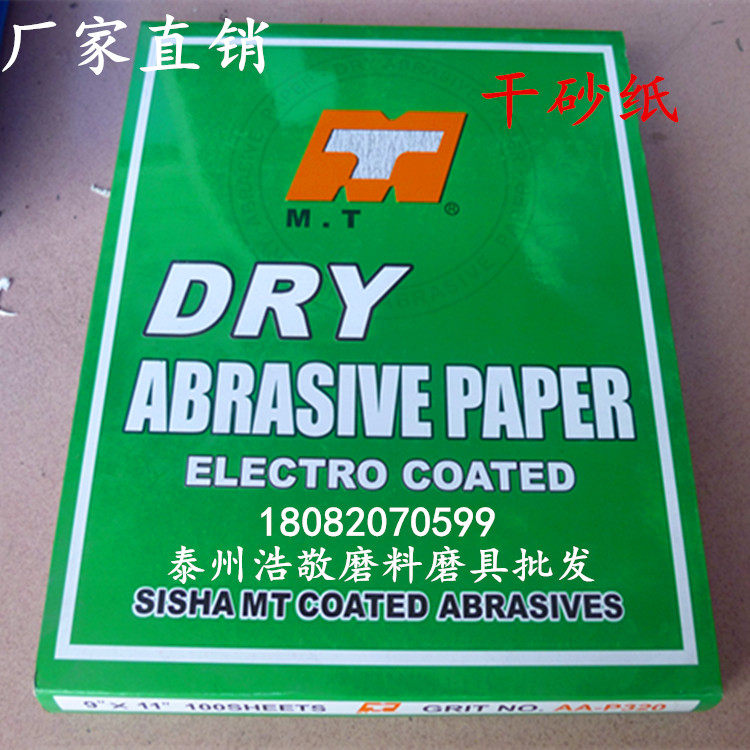 厂家直销
干砂纸
M.T ®
DRY
ABRASIVE PAPER
ELECTRO COATED
18082070599
泰州浩敬磨料磨具批发
SISHA MT COATED ABRASIVES
9" X 11" 100SHEETS GRIT NO. AA-P320